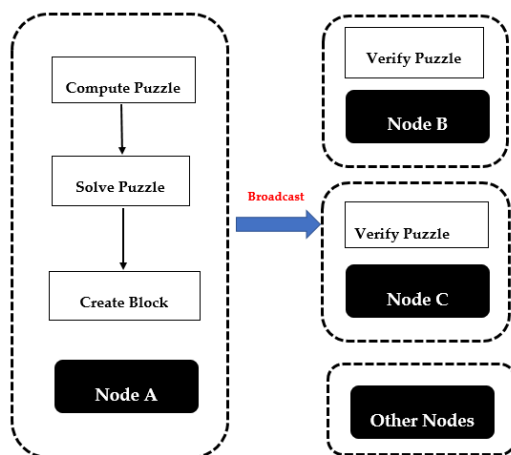 Compute Puzzle
Solve Puzzle
Create Block
Node A
Broadcast
Verify Puzzle
Node B
Verify Puzzle
Node C
Other Nodes